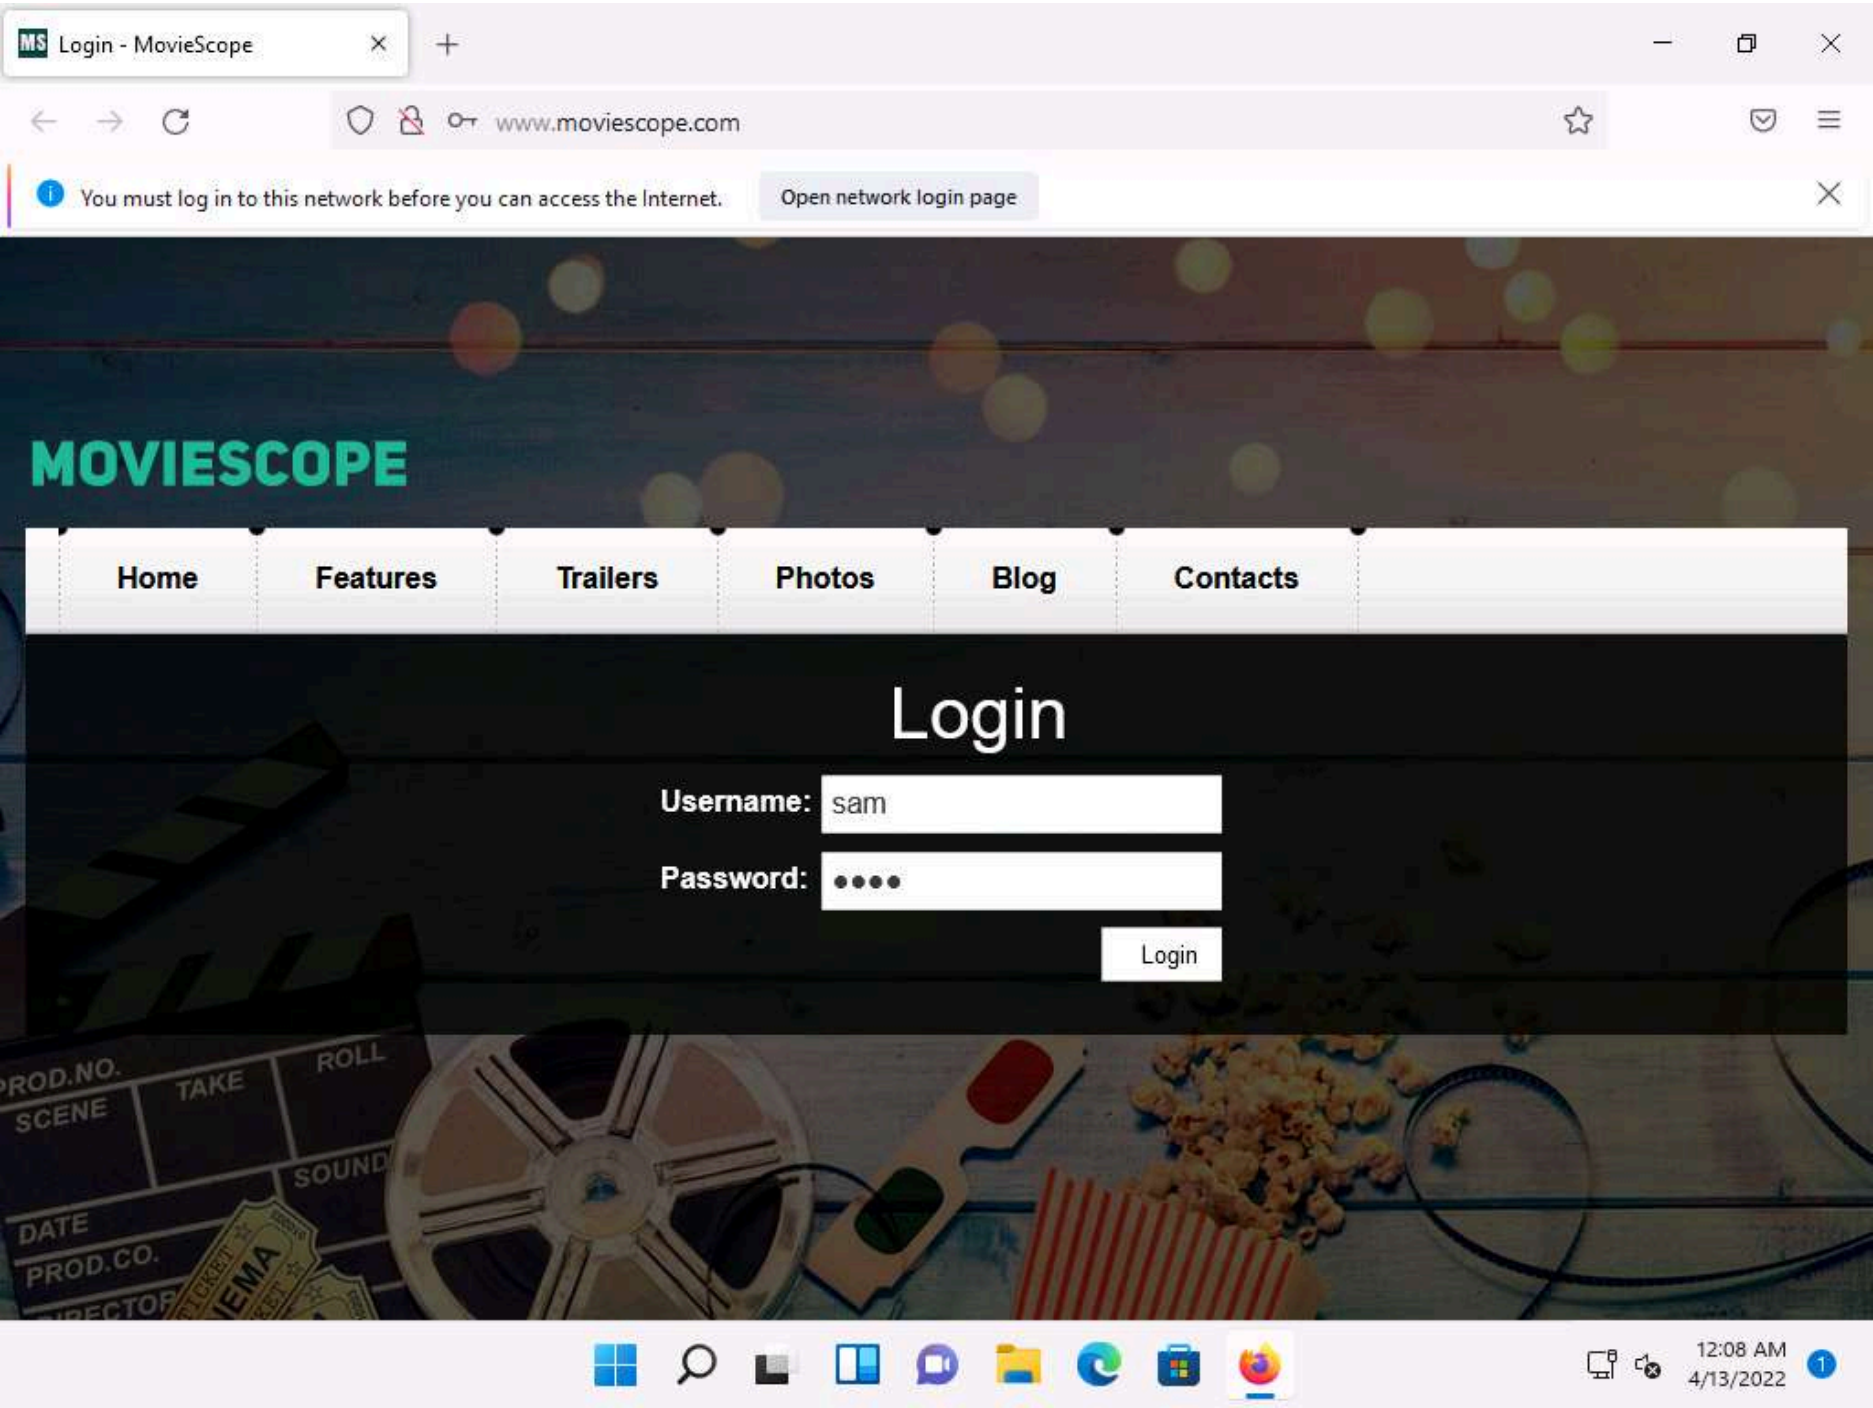 MS Login - MovieScope
www.moviescope.com
You must log in to this network before you can access the Internet. Open network login page
MOVIESCOPE
Home Features Trailers Photos Blog Contacts
Login
Username: sam
Password: ••••
Login
PROD.NO.
SCENE TAKE ROLL
SOUND
DATE
PROD.CO.
DIRECTOR
TICKET
12:08 AM
4/13/2022
1